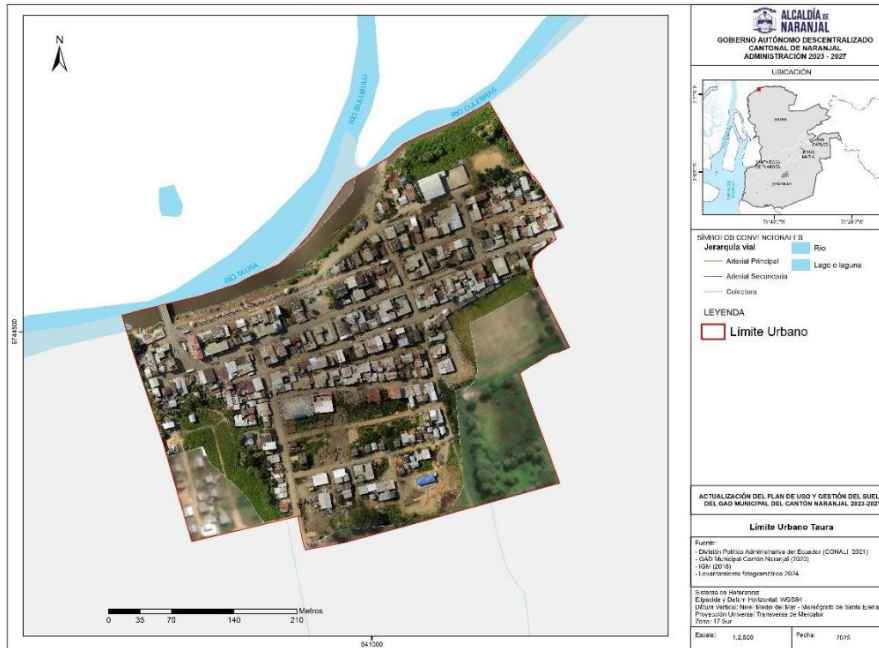 ALCALDÍA DE
NARANJAL
GOBIERNO AUTÓNOMO DESCENTRALIZADO
CANTONAL DE NARANJAL
ADMINISTRACIÓN 2023 - 2027
UBICACIÓN
SÍMBOLOS CONVENCIONALES
Jerarquía vial
Arterial Principal
Arterial Secundaria
Colectora
Río
Lago o laguna
LEYENDA
Límite Urbano
ACTUALIZACIÓN DEL PLAN DE USO Y GESTIÓN DEL SUEL
DEL GAD MUNICIPAL DEL CANTÓN NARANJAL 2023-2027
Límite Urbano Taura
Fuente:
- División Político Administrativa del Ecuador (CONALI, 2021)
- GAD Municipal Cantón Naranjal (2020)
- IGM (2018)
- Levantamiento fotogramétrico 2024
Sistema de Referencia:
Elipsoide y Datum Horizontal: WGS84
Datum Vertical: Nivel Medio del Mar - Mareógrafo de Santa Elena
Proyección Universal Transversa de Mercator
Zona: 17 Sur
Escala: 1:2,500
Fecha: 2025
N
RÍO BULUBULU
RÍO CULEBRAS
RÍO TAURA
9744500
0 35 70 140 210
Metros
641000